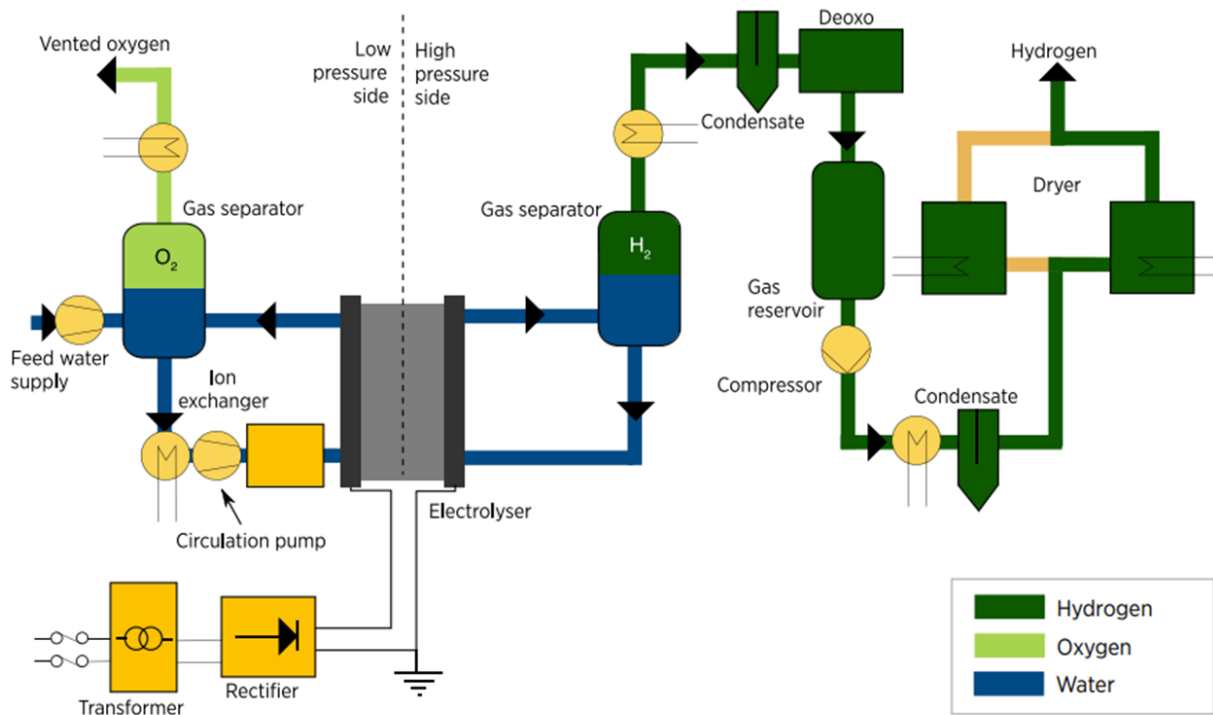 Vented oxygen
Low
pressure
side
High
pressure
side
Deoxo
Hydrogen
Condensate
Dryer
Gas separator
Gas separator
O2
H2
Gas
reservoir
Feed water
supply
Ion
exchanger
Compressor
Condensate
Electrolyser
Circulation pump
Transformer
Rectifier
Hydrogen
Oxygen
Water